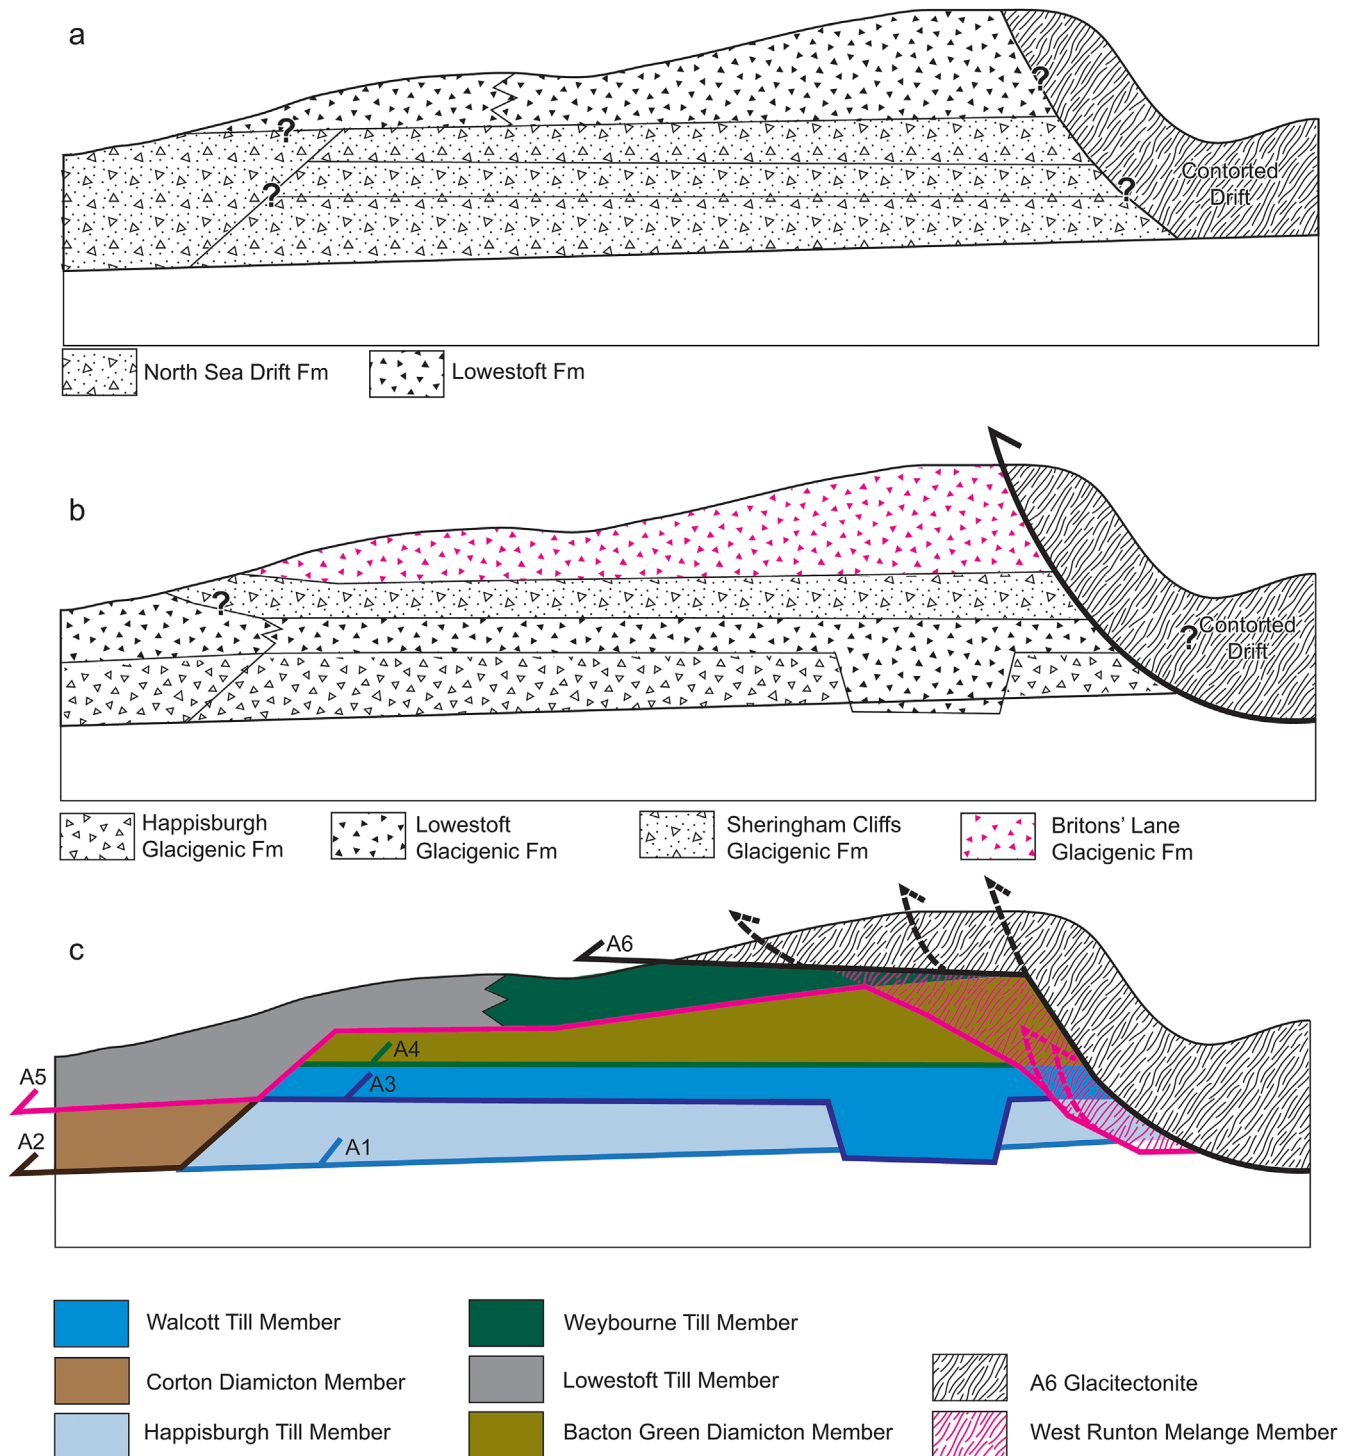 a
?
?
?
?
Contorted
Drift
North Sea Drift Fm
Lowestoft Fm
b
?
?
Contorted
Drift
Happisburgh
Glacigenic Fm
Lowestoft
Glacigenic Fm
Sheringham Cliffs
Glacigenic Fm
Britons’ Lane
Glacigenic Fm
c
A6
A4
A3
A5
A2
A1
Walcott Till Member
Corton Diamicton Member
Happisburgh Till Member
Weybourne Till Member
Lowestoft Till Member
Bacton Green Diamicton Member
A6 Glacitectonite
West Runton Melange Member